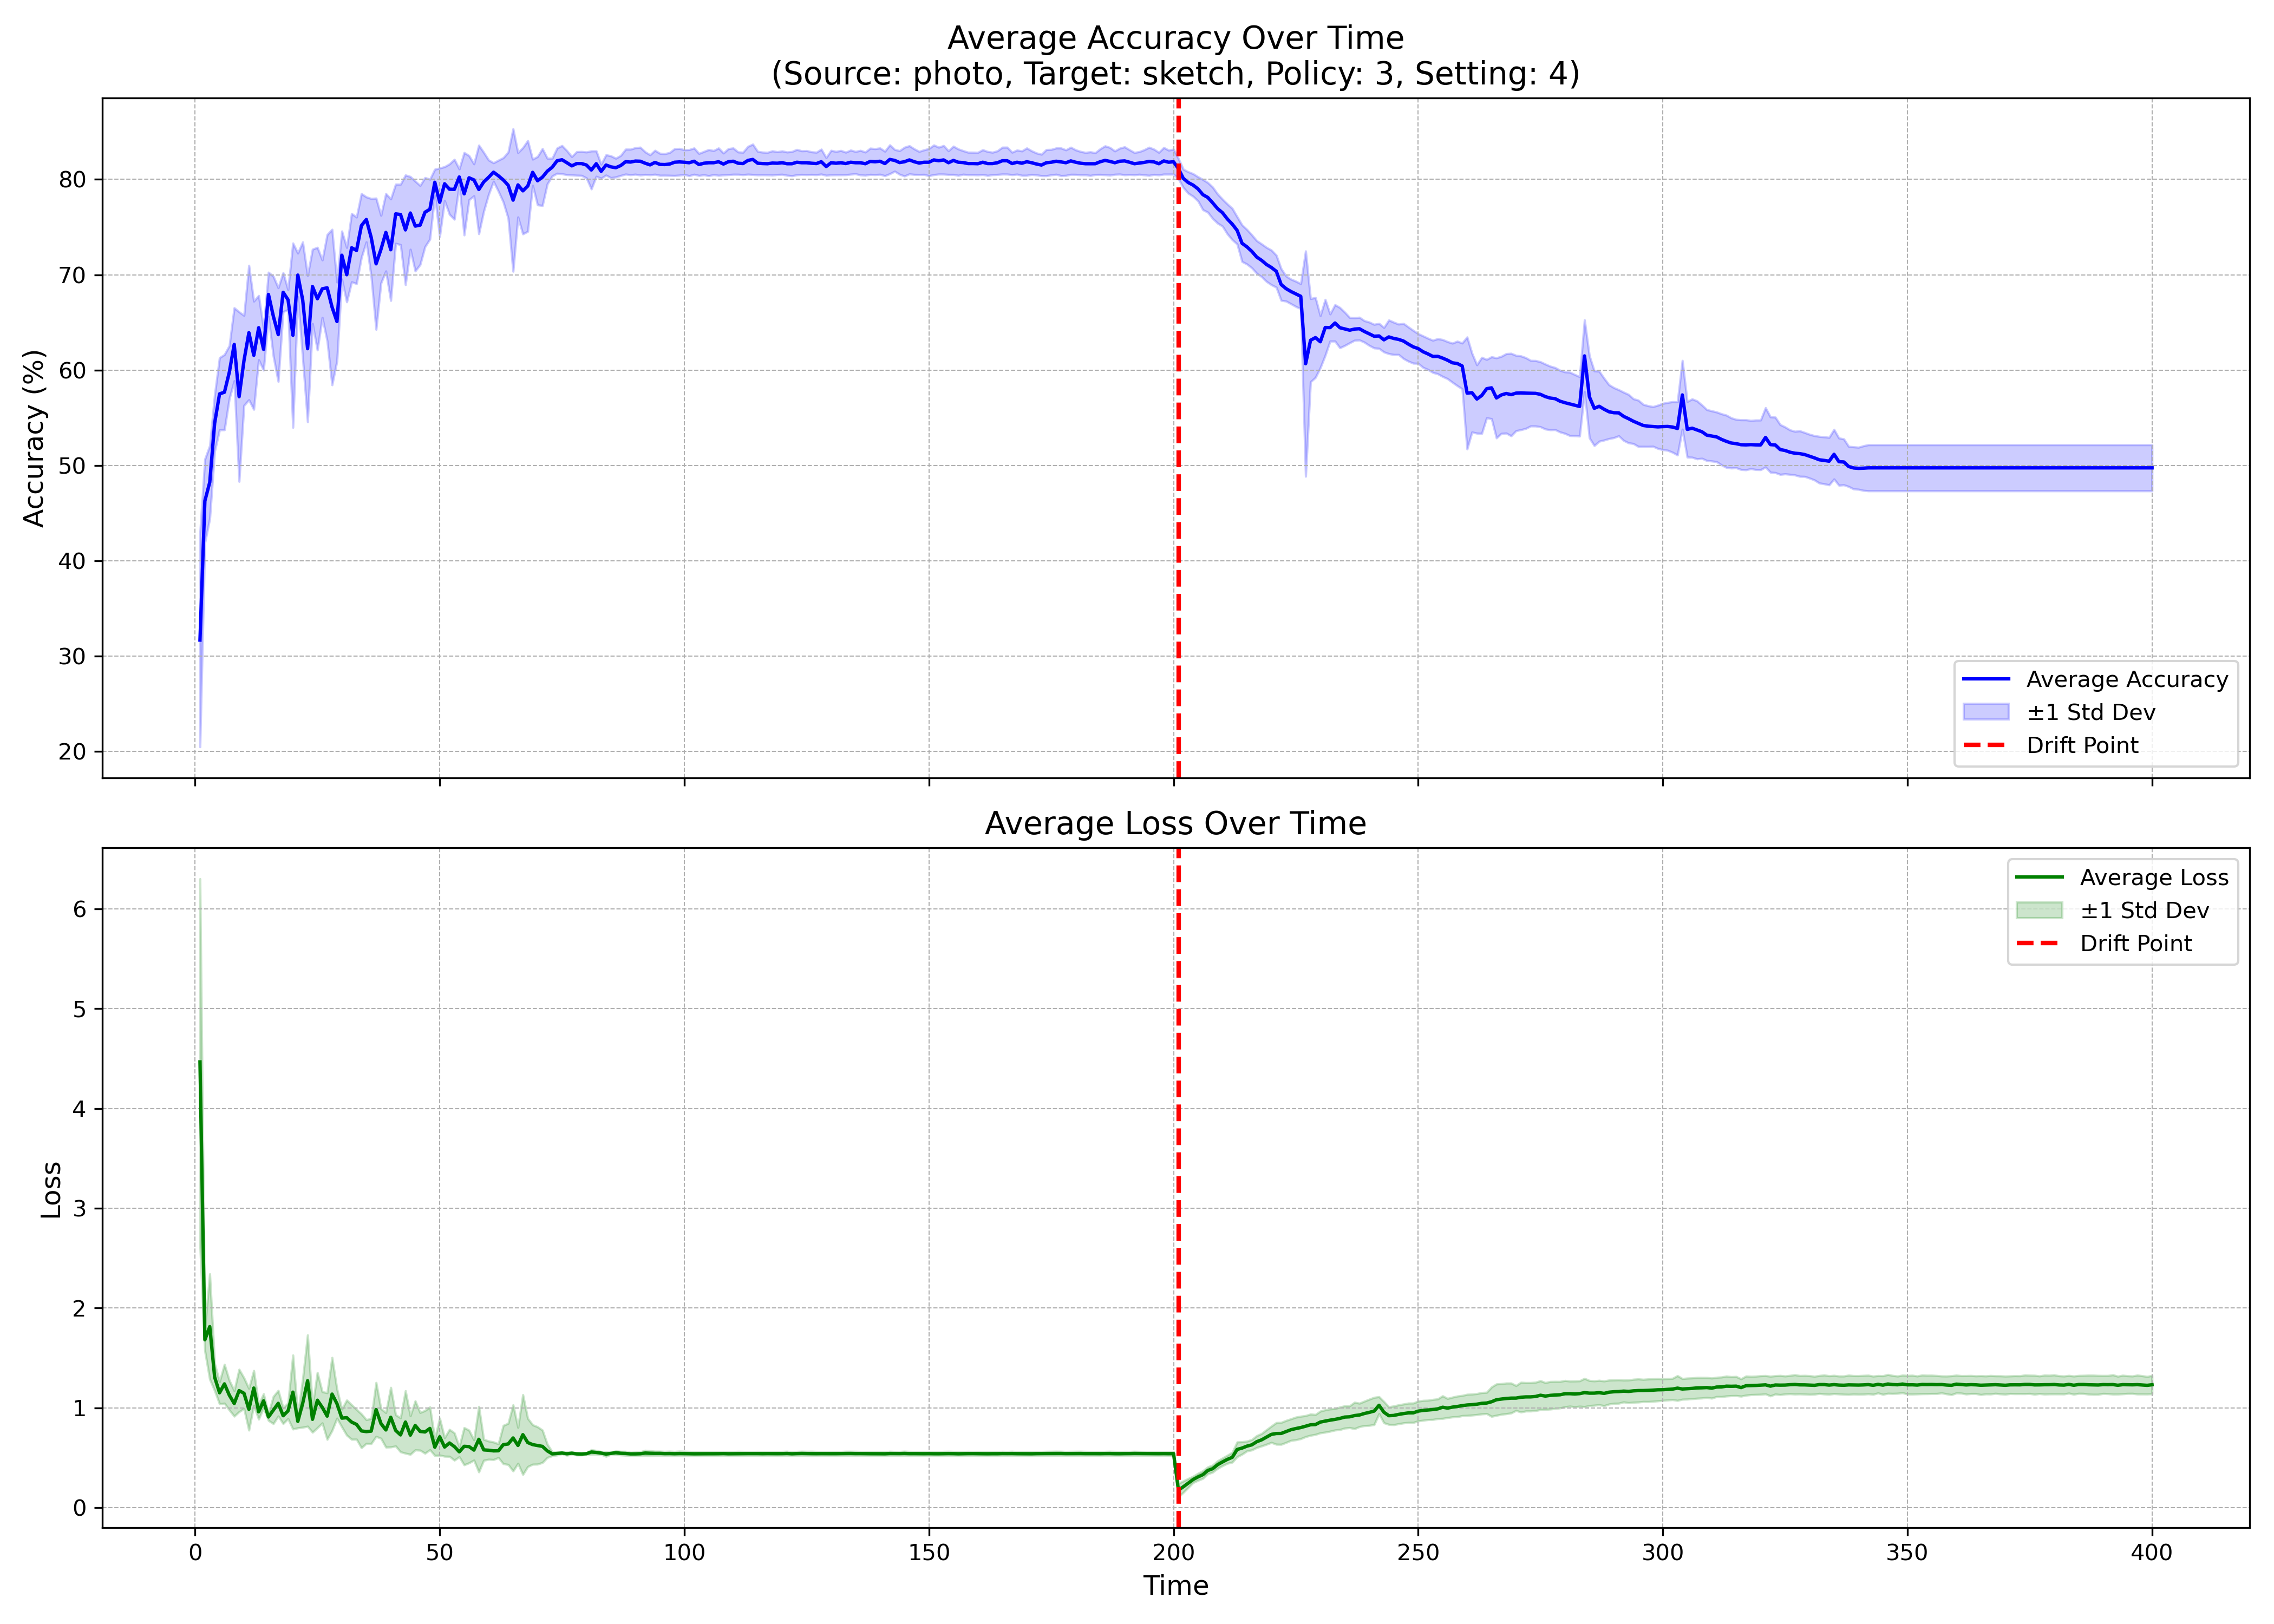 Average Accuracy Over Time
(Source: photo, Target: sketch, Policy: 3, Setting: 4)
Accuracy (%)
80
70
60
50
40
30
20
Average Accuracy
±1 Std Dev
Drift Point
Average Loss Over Time
Loss
6
5
4
3
2
1
0
Average Loss
±1 Std Dev
Drift Point
0 50 100 150 200 250 300 350 400
Time